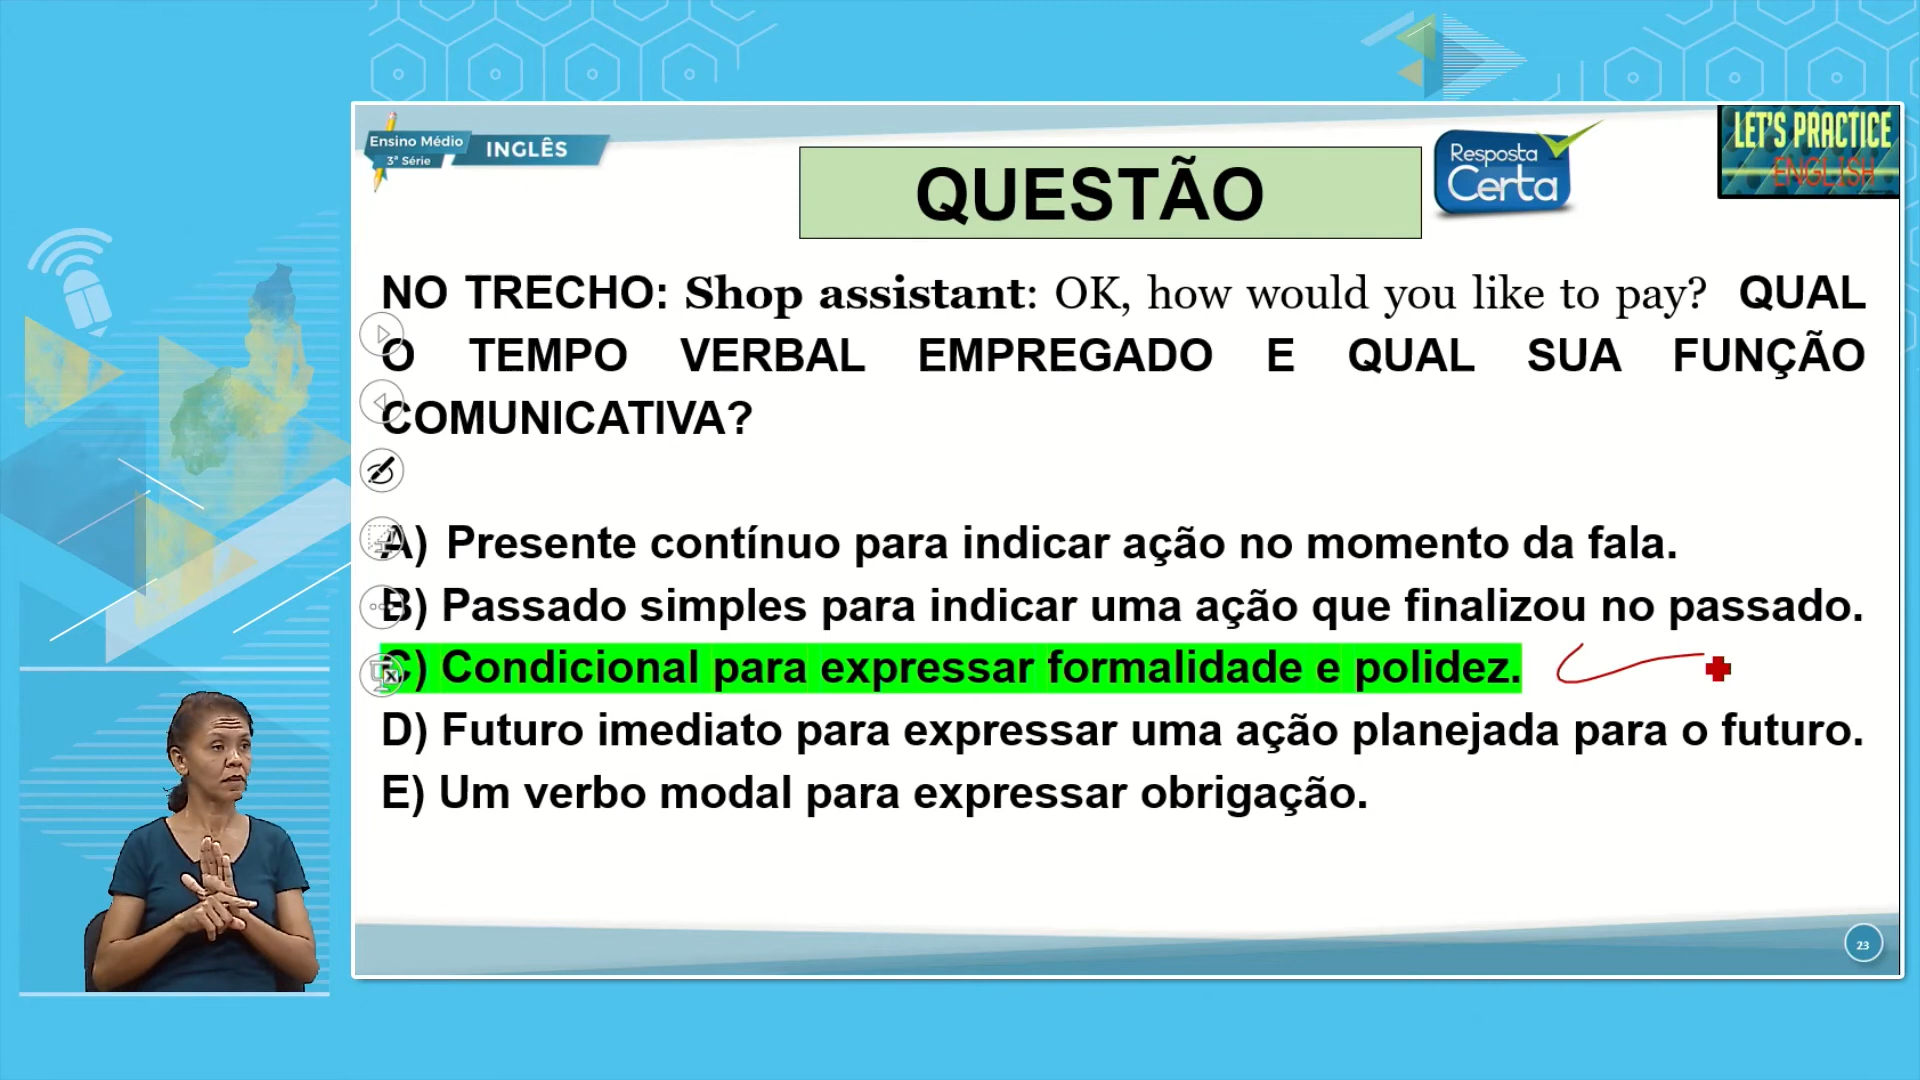 Ensino Médio
3ª Série
INGLÊS
QUESTÃO
Resposta
Certa
LET'S PRACTICE
ENGLISH
NO TRECHO: Shop assistant: OK, how would you like to pay? QUAL
O TEMPO VERBAL EMPREGADO E QUAL SUA FUNÇÃO
COMUNICATIVA?
A) Presente contínuo para indicar ação no momento da fala.
B) Passado simples para indicar uma ação que finalizou no passado.
C) Condicional para expressar formalidade e polidez.
D) Futuro imediato para expressar uma ação planejada para o futuro.
E) Um verbo modal para expressar obrigação.
23